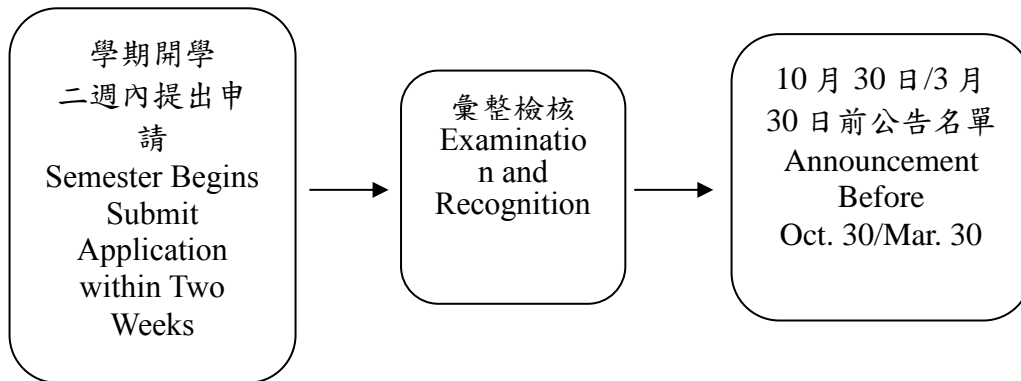 學期開學
二週內提出申
請
Semester Begins
Submit
Application
within Two
Weeks
彙整檢核
Examinatio
n and
Recognition
10 月 30 日/3 月
30 日前公告名單
Announcement
Before
Oct. 30/Mar. 30